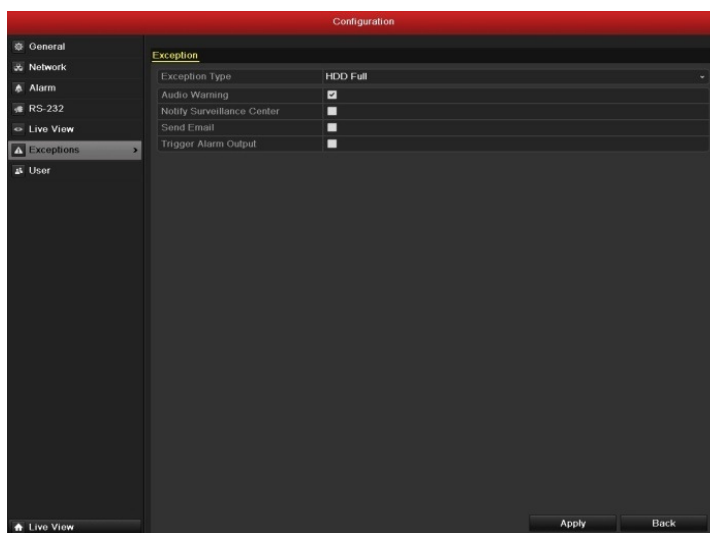 Configuration
General
Network
Alarm
RS-232
Live View
Exceptions
User
Live View
Exception
Exception Type HDD Full
Audio Warning
Notify Surveillance Center
Send Email
Trigger Alarm Output
Apply Back